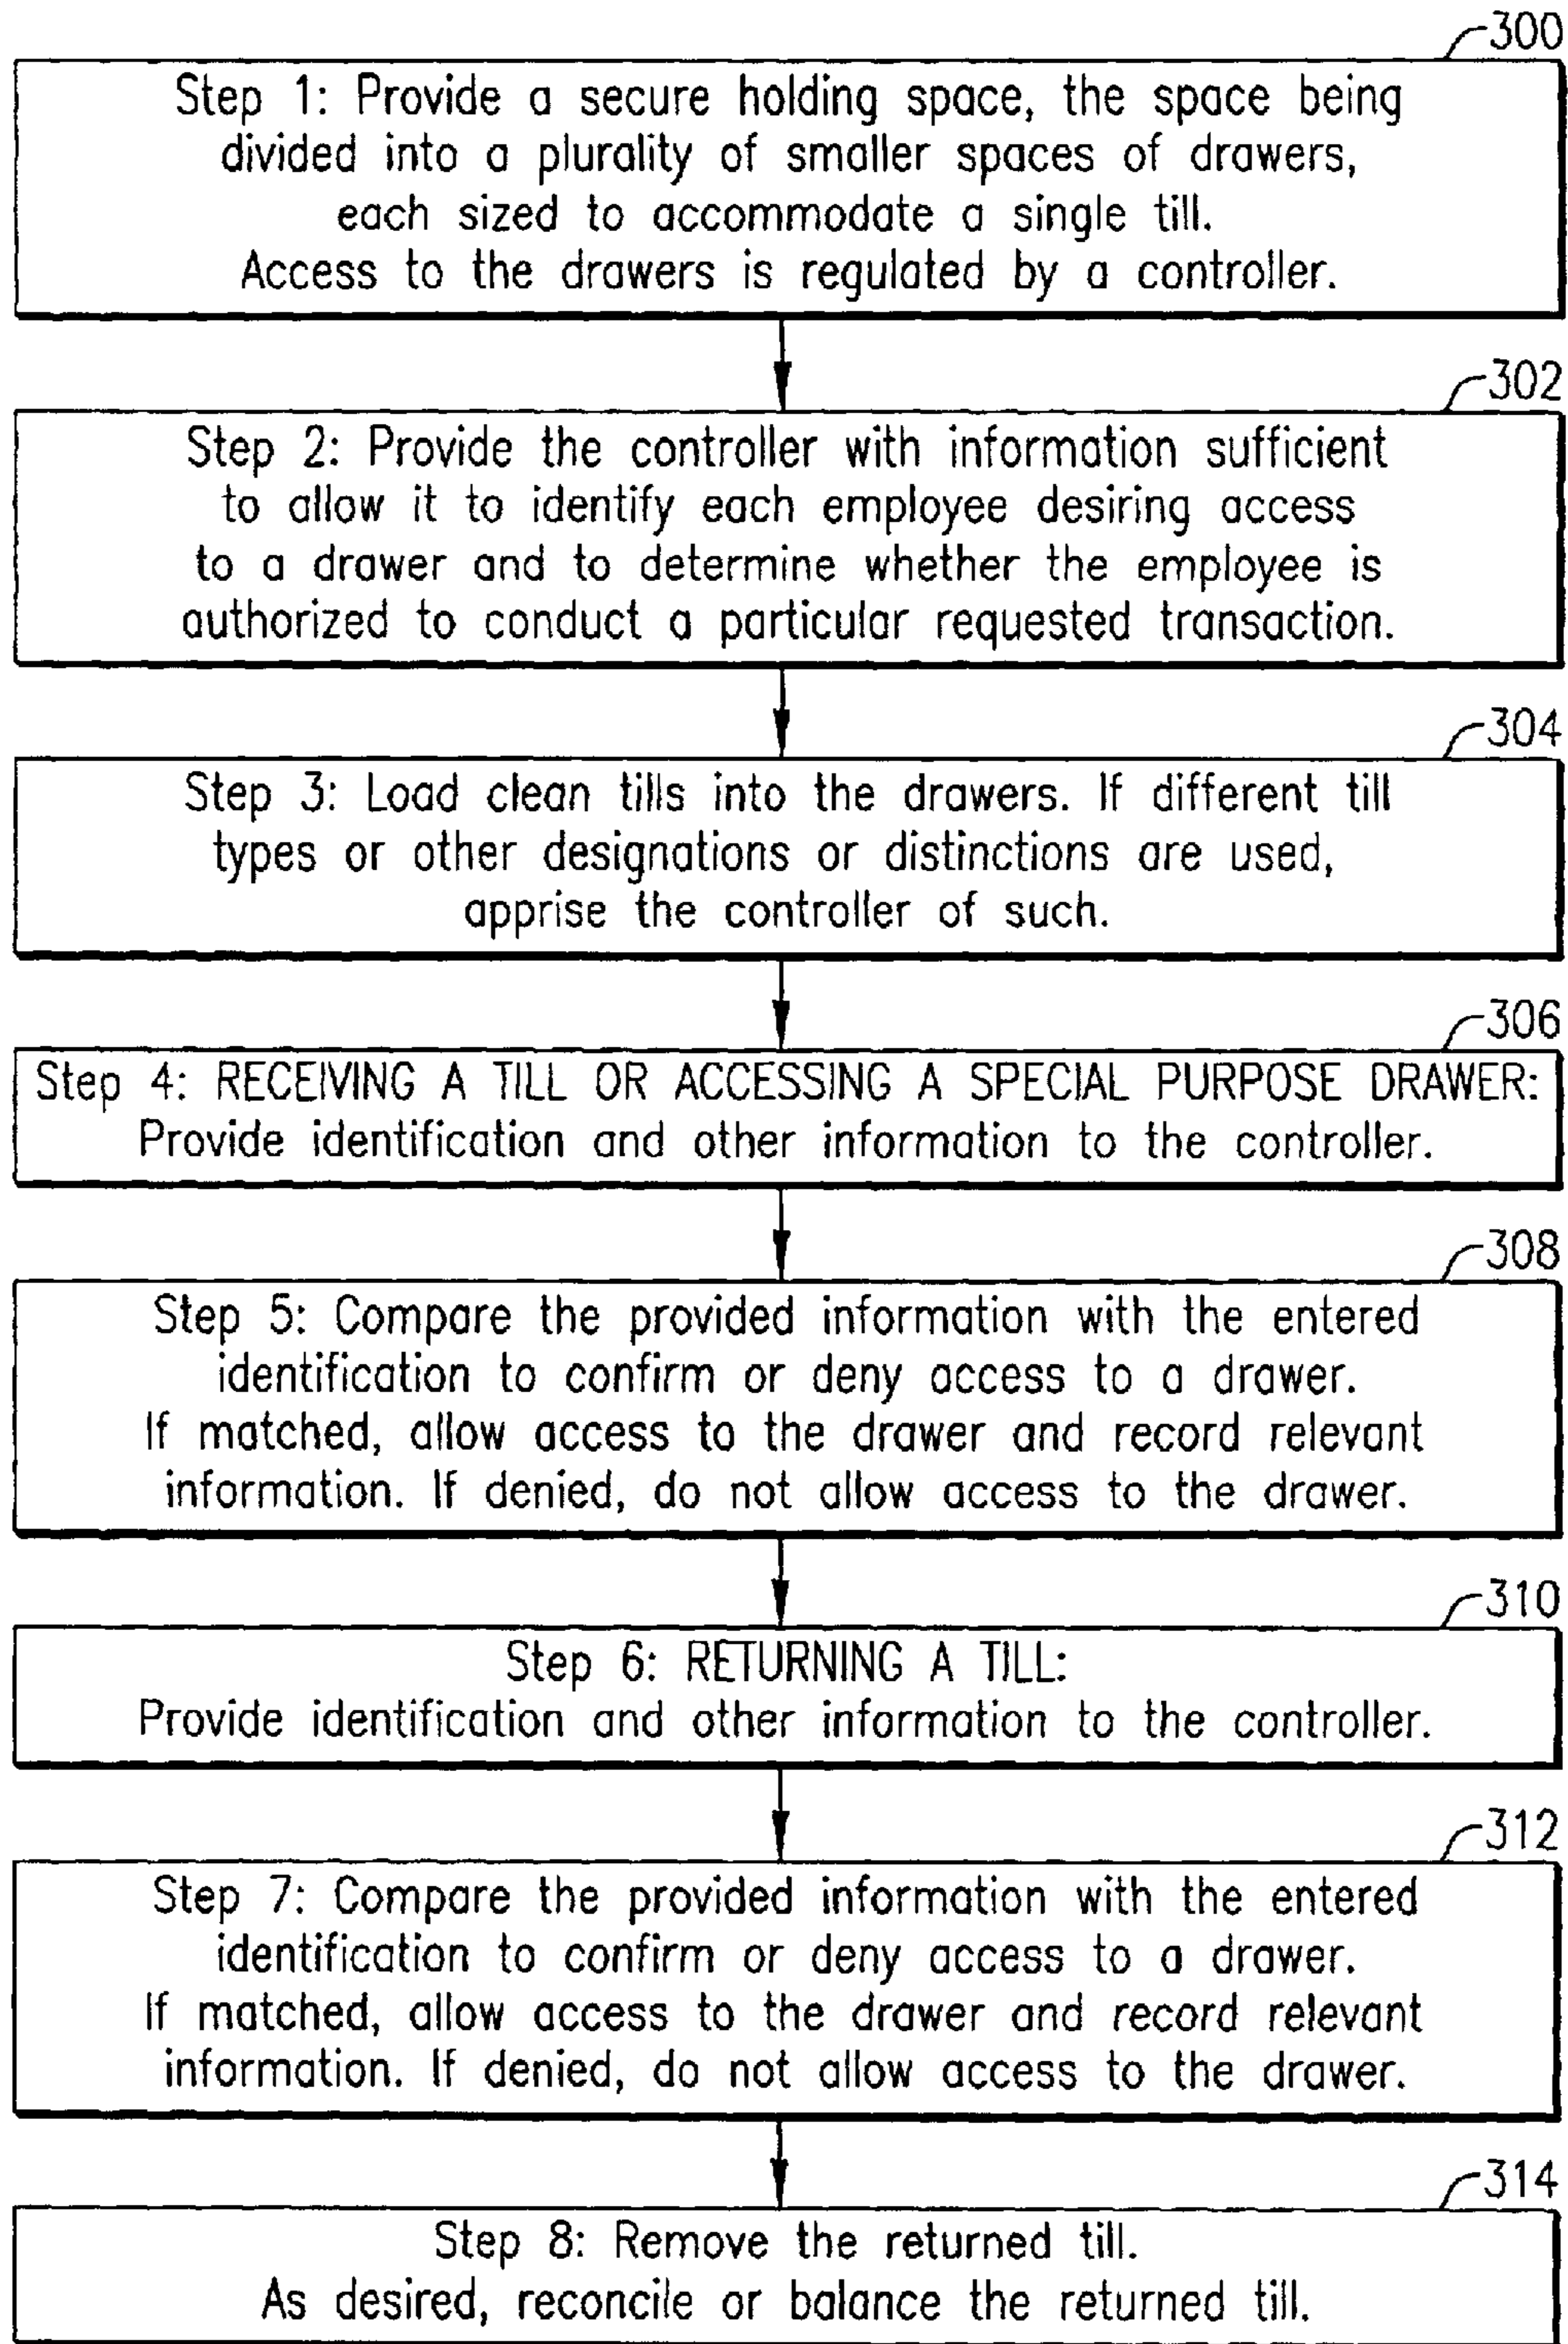 300
Step 1: Provide a secure holding space, the space being
divided into a plurality of smaller spaces of drawers,
each sized to accommodate a single till.
Access to the drawers is regulated by a controller.
302
Step 2: Provide the controller with information sufficient
to allow it to identify each employee desiring access
to a drawer and to determine whether the employee is
authorized to conduct a particular requested transaction.
304
Step 3: Load clean tills into the drawers. If different till
types or other designations or distinctions are used,
apprise the controller of such.
306
Step 4: RECEIVING A TILL OR ACCESSING A SPECIAL PURPOSE DRAWER:
Provide identification and other information to the controller.
308
Step 5: Compare the provided information with the entered
identification to confirm or deny access to a drawer.
If matched, allow access to the drawer and record relevant
information. If denied, do not allow access to the drawer.
310
Step 6: RETURNING A TILL:
Provide identification and other information to the controller.
312
Step 7: Compare the provided information with the entered
identification to confirm or deny access to a drawer.
If matched, allow access to the drawer and record relevant
information. If denied, do not allow access to the drawer.
314
Step 8: Remove the returned till.
As desired, reconcile or balance the returned till.